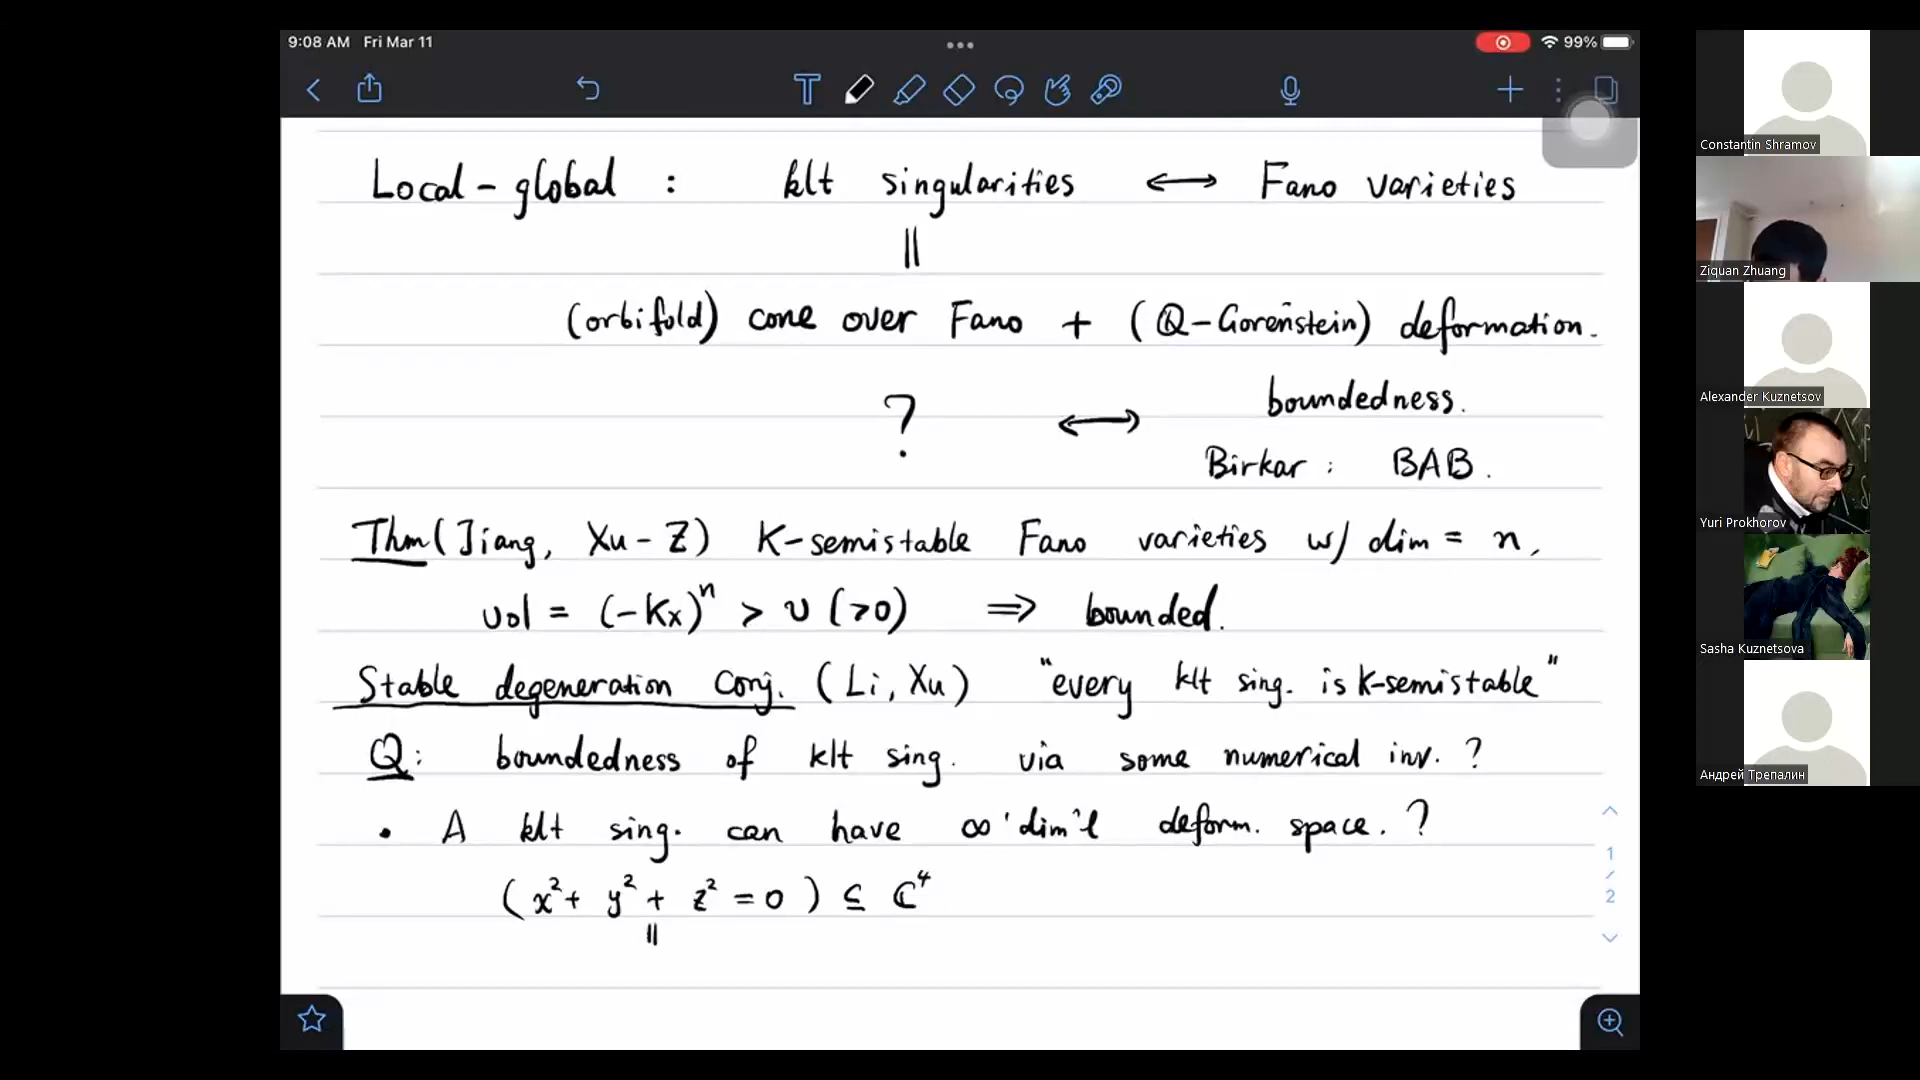 9:08 AM Fri Mar 11
99%
Local-global : klt singularities ⟷ Fano varieties
||
(orbifold) cone over Fano + (Q-Gorenstein) deformation.
? ⟷ boundedness.
Birkar : BAB.
Thm (Jiang, Xu-Z) K-semistable Fano varieties w/ dim = n,
vol = (-Kx)^n > υ (>0) ⟹ bounded.
Stable degeneration Conj. (Li, Xu) "every klt sing. is K-semistable"
Q: boundedness of klt sing. via some numerical inv. ?
• A klt sing. can have ∞'dim'l deform. space. ?
(x²+ y²+ z² = 0) ⊆ ℂ⁴
||
1
/
2
Constantin Shramov
Ziquan Zhuang
Alexander Kuznetsov
Yuri Prokhorov
Sasha Kuznetsova
Андрей Трепалин